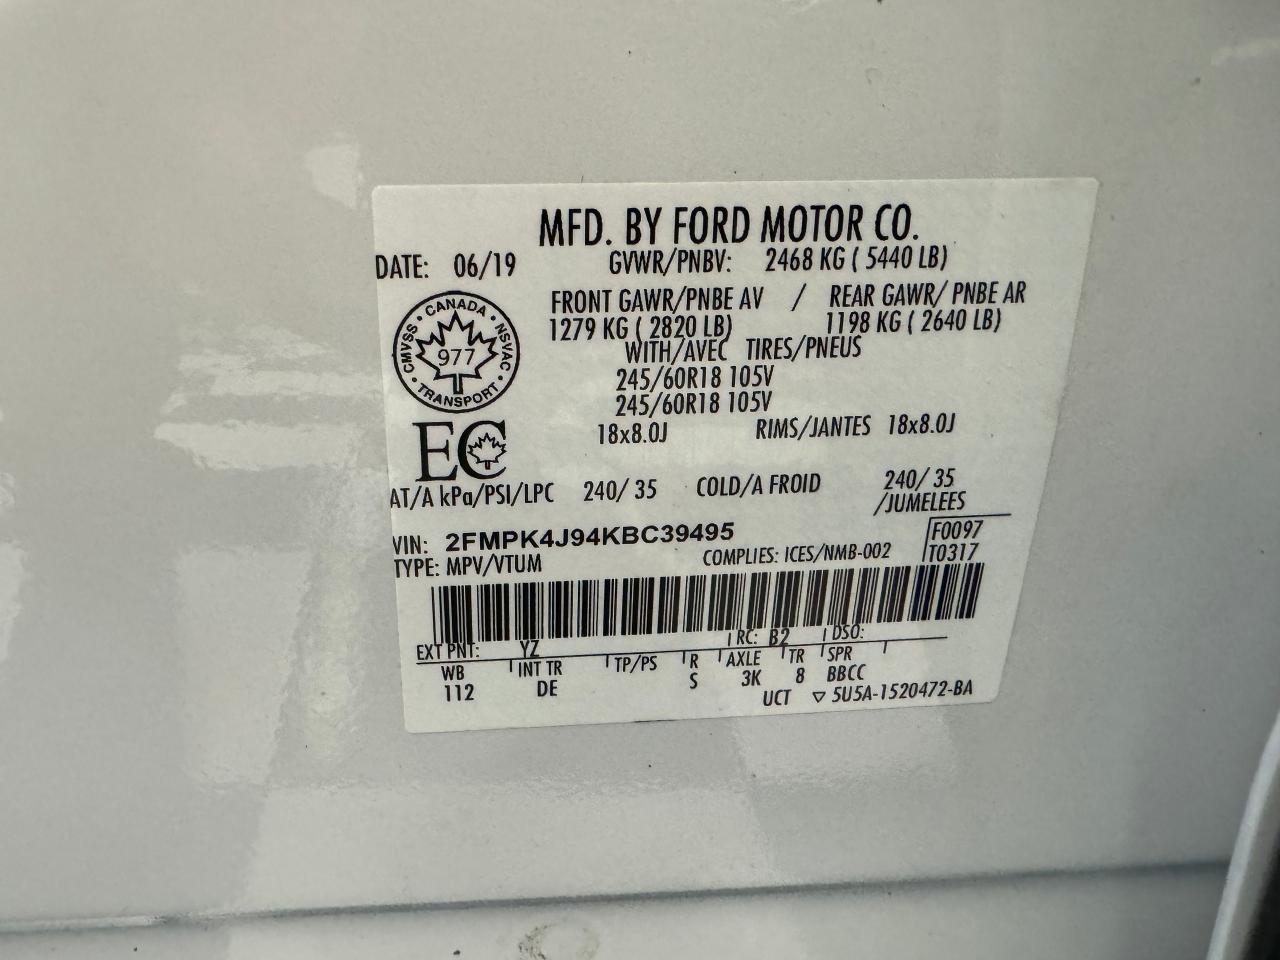 MFD. BY FORD MOTOR CO.
DATE: 06/19 GVWR/PNBV: 2468 KG ( 5440 LB)
FRONT GAWR/PNBE AV / REAR GAWR/ PNBE AR
1279 KG ( 2820 LB) 1198 KG ( 2640 LB)
WITH/AVEC TIRES/PNEUS
245/60R18 105V
245/60R18 105V
18x8.0J RIMS/JANTES 18x8.0J
CANADA
CMVSS • NSVAC
977
TRANSPORT
EC
AT/A kPa/PSI/LPC 240/ 35 COLD/A FROID 240/ 35
/JUMELEES
VIN: 2FMPK4J94KBC39495 F0097
TYPE: MPV/VTUM COMPLIES: ICES/NMB-002 T0317
EXT PNT: YZ RC: B2 DSO:
WB INT TR TP/PS R AXLE TR SPR
112 DE S 3K 8 BBCC
UCT ▽ 5U5A-1520472-BA